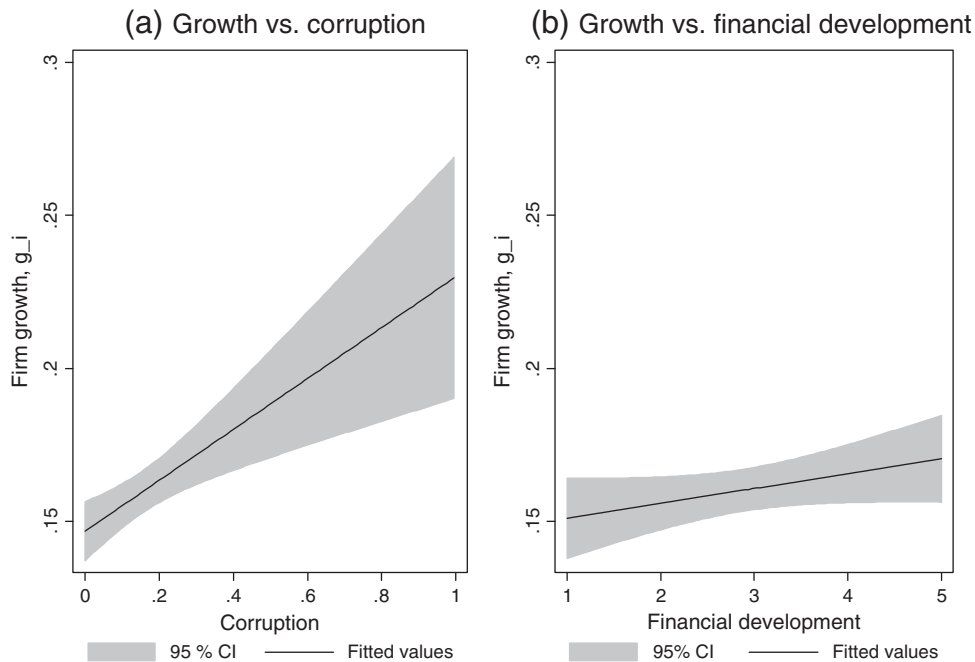 (a) Growth vs. corruption
.3
.25
.2
.15
Firm growth, g_i
0 .2 .4 .6 .8 1
Corruption
95 % CI Fitted values
(b) Growth vs. financial development
.3
.25
.2
.15
Firm growth, g_i
1 2 3 4 5
Financial development
95% CI Fitted values